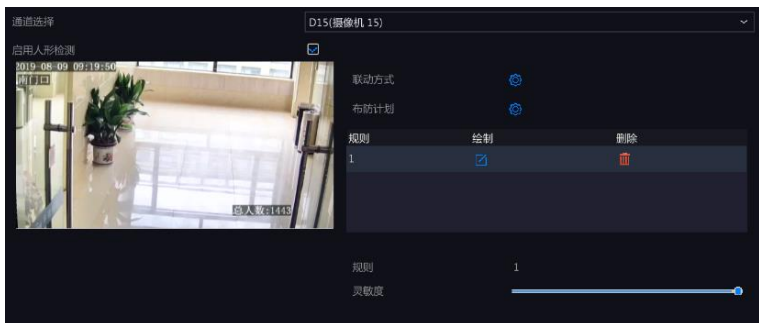 通道选择 D15(摄像机 15)
启用人形检测
2019-08-09 09:19:50
南门口
总人数:1443
联动方式
布防计划
规则 绘制 删除
1
规则 1
灵敏度